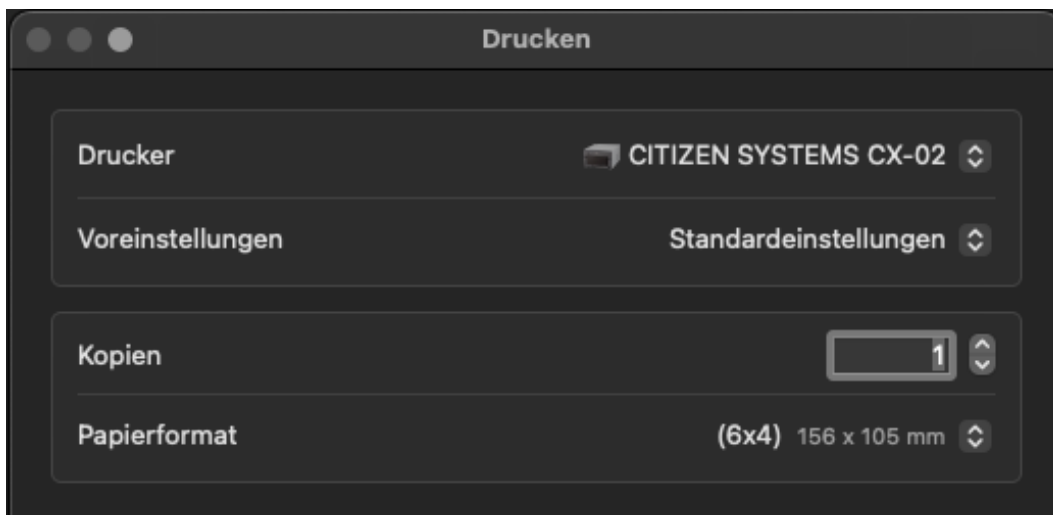 Drucken
Drucker CITIZEN SYSTEMS CX-02
Voreinstellungen Standardeinstellungen
Kopien 1
Papierformat (6x4) 156 x 105 mm